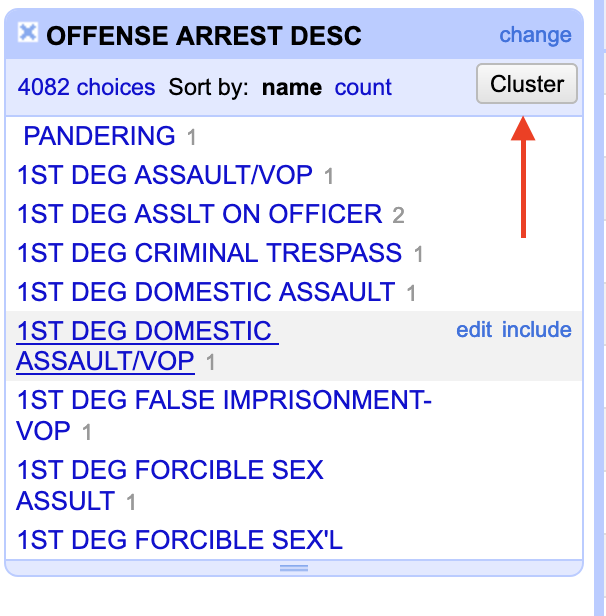 OFFENSE ARREST DESC change
4082 choices Sort by: name count Cluster
PANDERING 1
1ST DEG ASSAULT/VOP 1
1ST DEG ASSLT ON OFFICER 2
1ST DEG CRIMINAL TRESPASS 1
1ST DEG DOMESTIC ASSAULT 1
1ST DEG DOMESTIC edit include
ASSAULT/VOP 1
1ST DEG FALSE IMPRISONMENT-
VOP 1
1ST DEG FORCIBLE SEX
ASSULT 1
1ST DEG FORCIBLE SEX'L